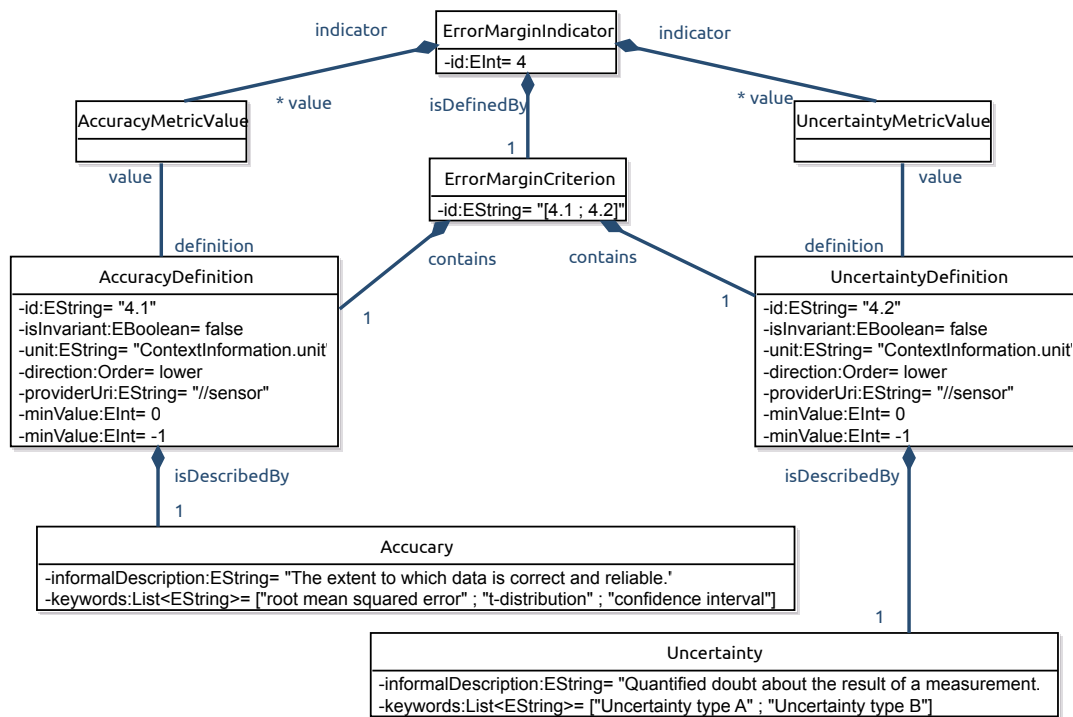 ErrorMarginIndicator
-id:EInt= 4
indicator
indicator
* value
isDefinedBy
* value
AccuracyMetricValue
UncertaintyMetricValue
1
value
ErrorMarginCriterion
value
-id:EString= "[4.1 ; 4.2]"
definition
contains
contains
definition
AccuracyDefinition
-id:EString= "4.1"
-isInvariant:EBoolean= false
-unit:EString= "ContextInformation.unit'
-direction:Order= lower
-providerUri:EString= "//sensor"
-minValue:EInt= 0
-minValue:EInt= -1
1
1
UncertaintyDefinition
-id:EString= "4.2"
-isInvariant:EBoolean= false
-unit:EString= "ContextInformation.unit'
-direction:Order= lower
-providerUri:EString= "//sensor"
-minValue:EInt= 0
-minValue:EInt= -1
isDescribedBy
isDescribedBy
1
Accucary
-informalDescription:EString= "The extent to which data is correct and reliable.'
-keywords:List<EString>= ["root mean squared error" ; "t-distribution" ; "confidence interval"]
1
Uncertainty
-informalDescription:EString= "Quantified doubt about the result of a measurement.
-keywords:List<EString>= ["Uncertainty type A" ; "Uncertainty type B"]